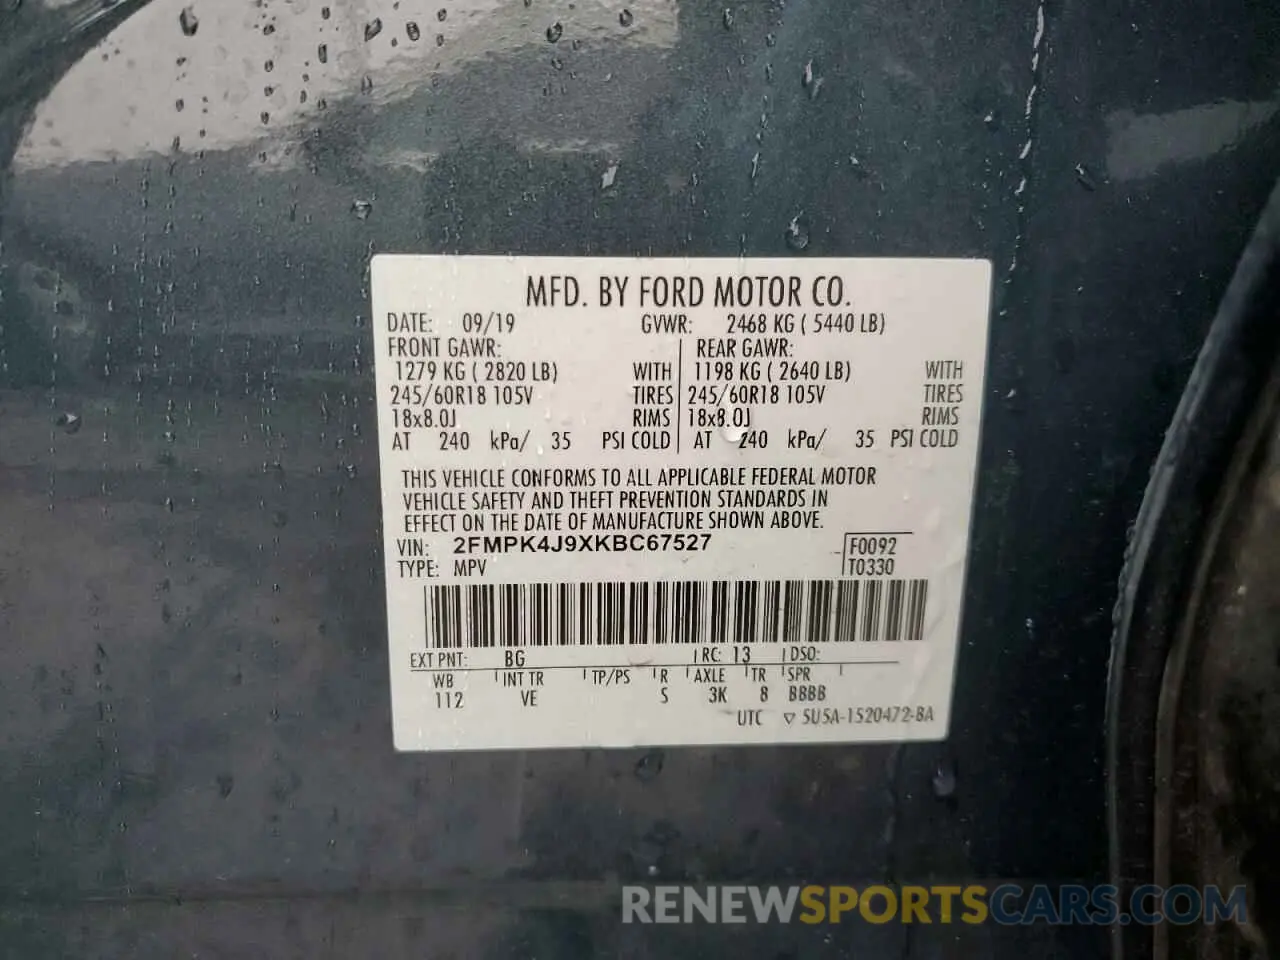 MFD. BY FORD MOTOR CO.
DATE: 09/19 GVWR: 2468 KG ( 5440 LB)
FRONT GAWR: REAR GAWR:
1279 KG ( 2820 LB) WITH 1198 KG ( 2640 LB) WITH
245/60R18 105V TIRES 245/60R18 105V TIRES
18x8.0J RIMS 18x8.0J RIMS
AT 240 kPa/ 35 PSI COLD AT 240 kPa/ 35 PSI COLD
THIS VEHICLE CONFORMS TO ALL APPLICABLE FEDERAL MOTOR
VEHICLE SAFETY AND THEFT PREVENTION STANDARDS IN
EFFECT ON THE DATE OF MANUFACTURE SHOWN ABOVE.
VIN: 2FMPK4J9XKBC67527 F0092
TYPE: MPV T0330
EXT PNT: BG RC: 13 DSO:
WB INT TR TP/PS R AXLE TR SPR
112 VE S 3K 8 BBBB
UTC ▽ SU5A-1520472-BA
RENEWSPORTSCARS.COM